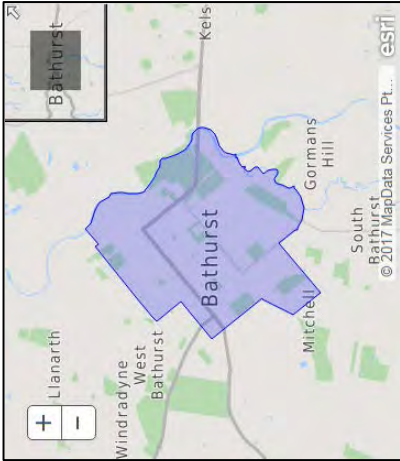 Bathurst
Kels
Llanarth
+
−
Windradyne
West
Bathurst
Bathurst
Gormans
Hill
Mitchell
South
Bathurst
© 2017 MapData Services Pt...
esri